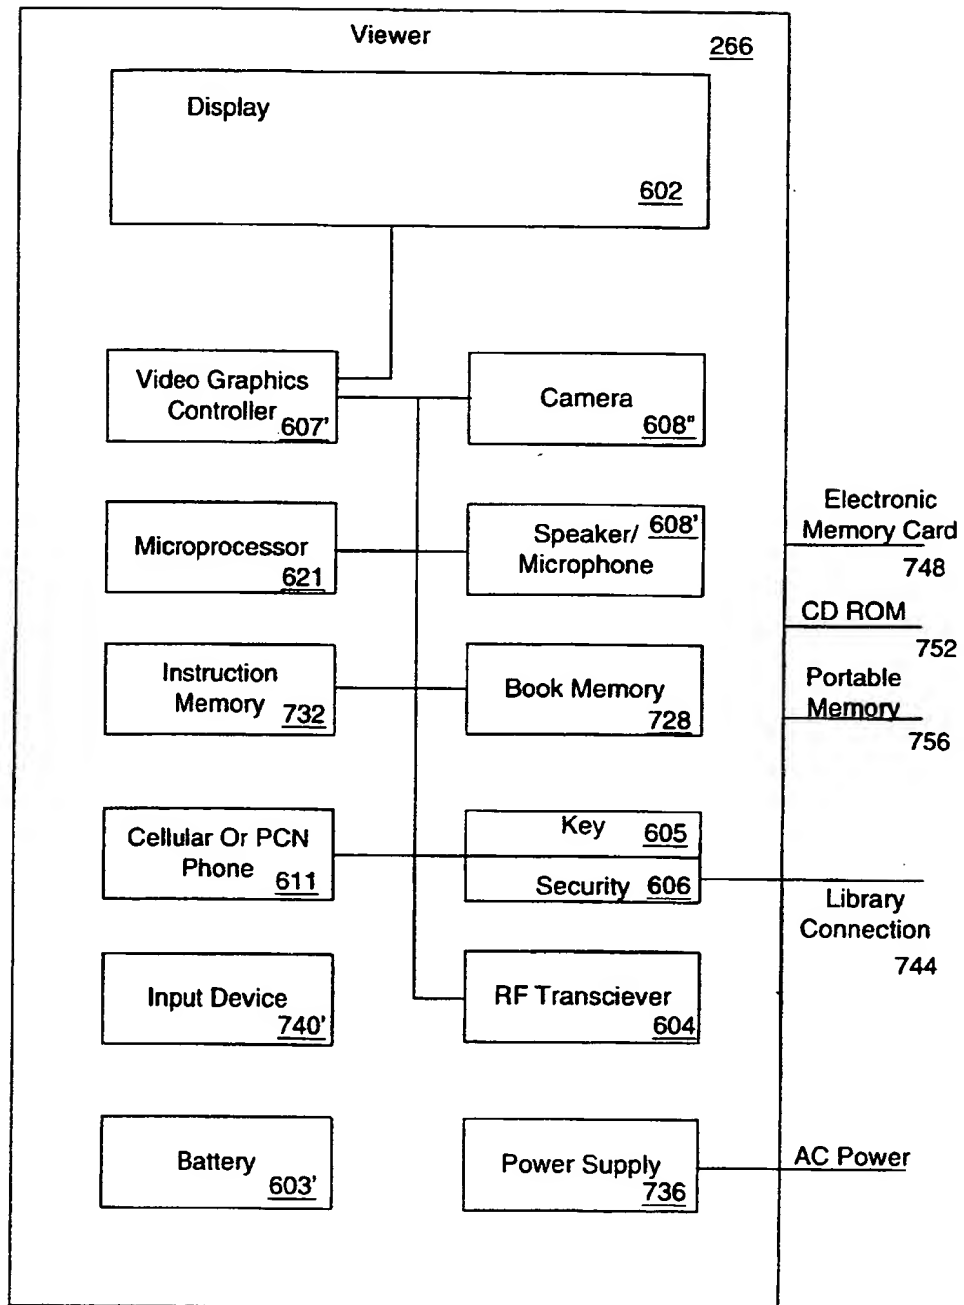 Viewer
266
Display
602
Video Graphics
Controller
607'
Camera
608"
Microprocessor
621
Speaker/
Microphone
608'
Electronic
Memory Card
748
CD ROM
752
Instruction
Memory
732
Book Memory
728
Portable
Memory
756
Cellular Or PCN
Phone
611
Key
605
Security
606
Library
Connection
744
Input Device
740'
RF Transciever
604
Battery
603'
Power Supply
736
AC Power